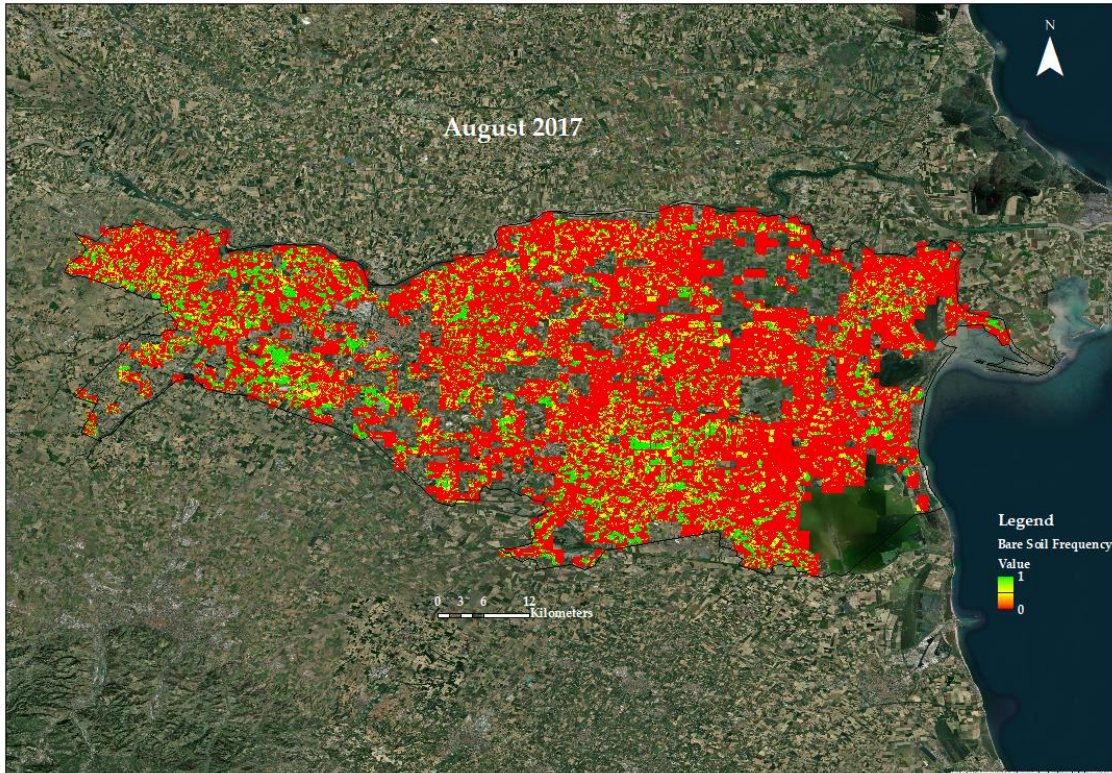 N
August 2017
Legend
Bare Soil Frequency
Value
1
0
0 3 6 12
Kilometers